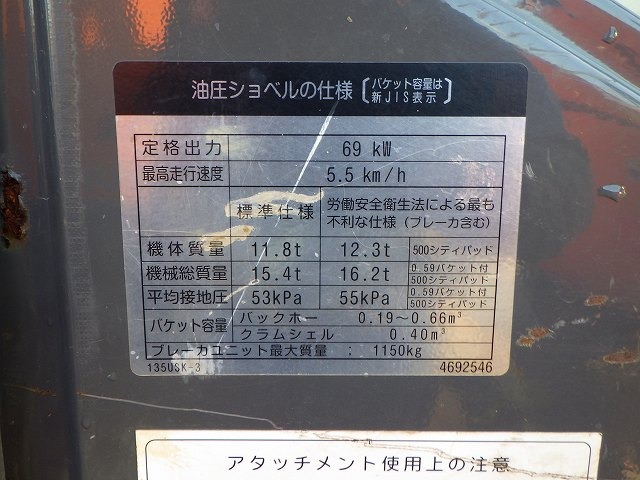 油圧ショベルの仕様〔バケット容量は新JIS表示〕
定格出力 69 kW
最高走行速度 5.5 km/h
標準仕様 労働安全衛生法による最も不利な仕様(ブレーカ含む)
機体質量 11.8t 12.3t 500シティパッド
機械総質量 15.4t 16.2t 0.59バケット付 500シティパッド
平均接地圧 53kPa 55kPa 0.59バケット付 500シティパッド
バケット容量 バックホー 0.19〜0.66m³
クラムシェル 0.40m³
ブレーカユニット最大質量 : 1150kg
135USK-3 4692546
アタッチメント使用上の注意